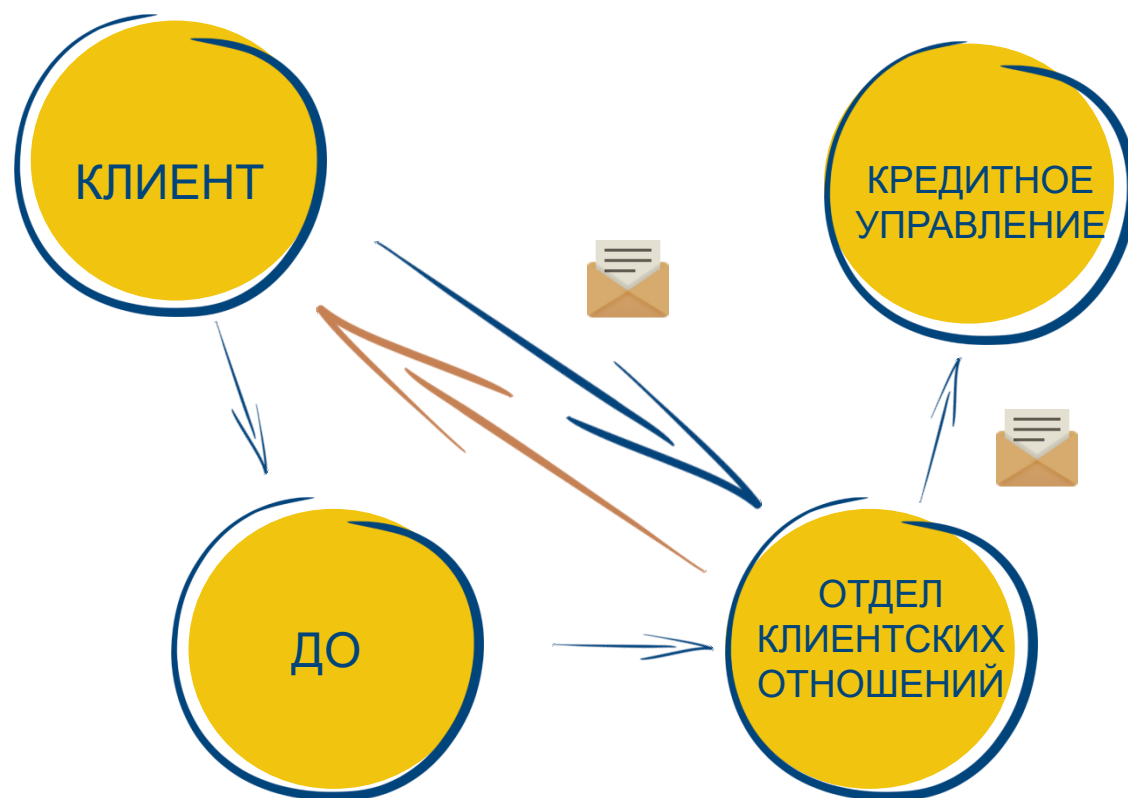 КЛИЕНТ
КРЕДИТНОЕ
УПРАВЛЕНИЕ
ДО
ОТДЕЛ
КЛИЕНТСКИХ
ОТНОШЕНИЙ